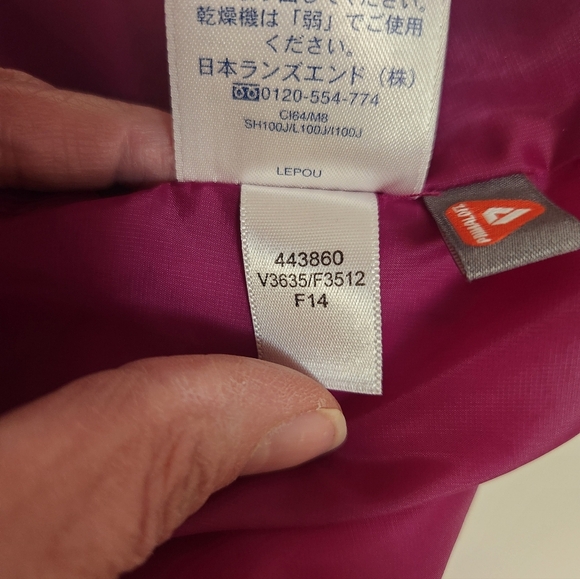 乾燥機は「弱」でご使用
ください。
日本ランズエンド（株）
0120-554-774
CI64/M8
SH100J/L100J/I100J
LEPOU
443860
V3635/F3512
F14
PRIMALOFT